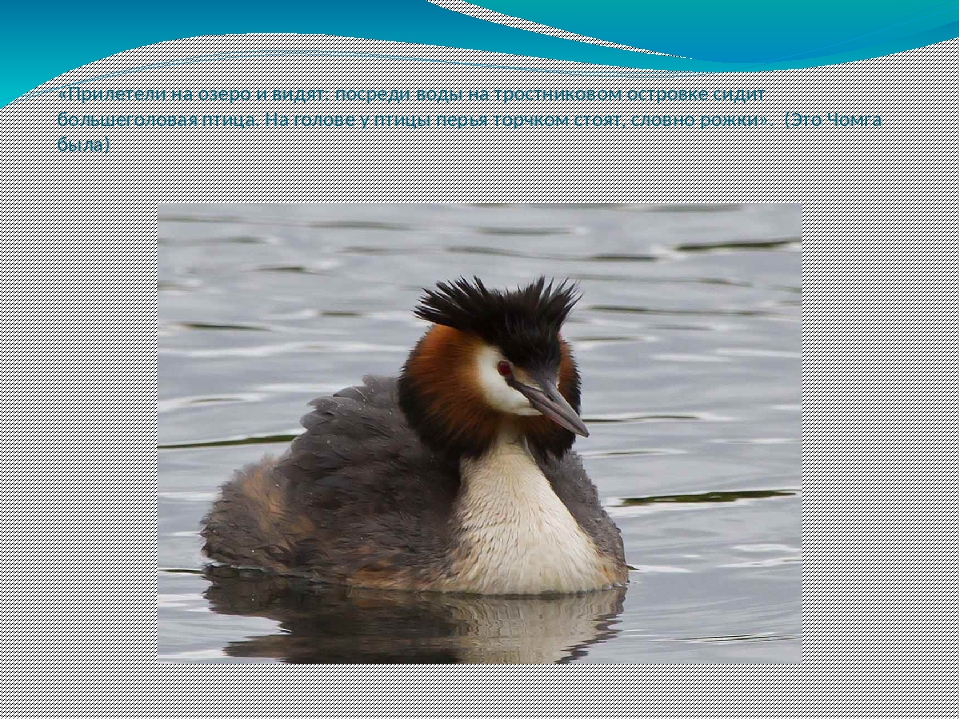 «Прилетели на озеро и видят: посреди воды на тростниковом островке сидит
большеголовая птица. На голове у птицы перья торчком стоят, словно рожки». (Это Чомга
была)